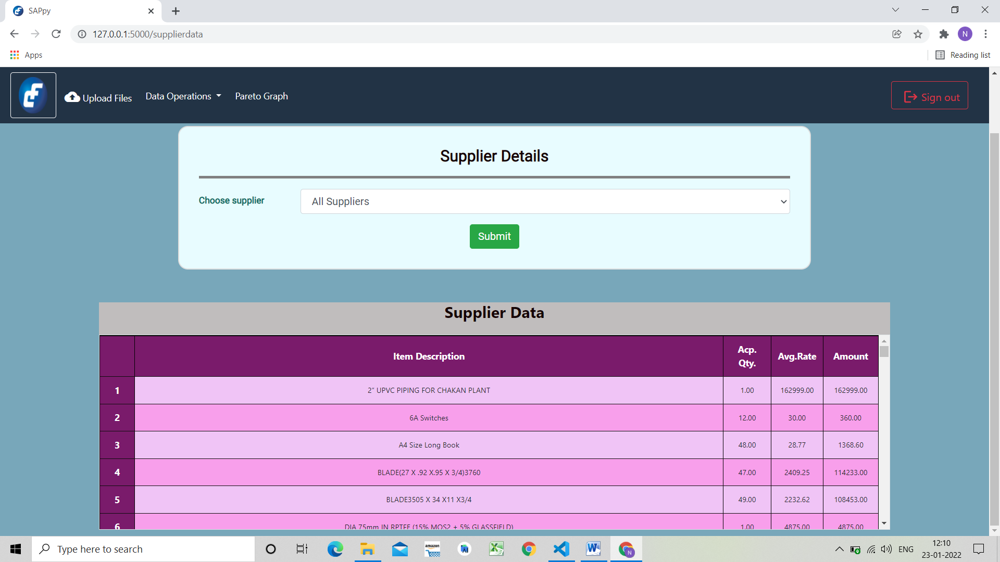 SAPpy
127.0.0.1:5000/supplierdata
N
Apps
Reading list
Upload Files
Data Operations
Pareto Graph
Sign out
Supplier Details
Choose supplier
All Suppliers
Submit
Supplier Data
Item Description Acp. Qty. Avg.Rate Amount
1 2” UPVC PIPING FOR CHAKAN PLANT 1.00 162999.00 162999.00
2 6A Switches 12.00 30.00 360.00
3 A4 Size Long Book 48.00 28.77 1368.60
4 BLADE(27 X .92 X.95 X 3/4)3760 47.00 2409.25 114233.00
5 BLADE3505 X 34 X11 X3/4 49.00 2232.62 108453.00
6 DIA 75mm IN RPTFE (15% MOS2 + 5% GLASSFIELD) 1.00 4875.00 4875.00
Type here to search
amazon
N
ENG
12:10
23-01-2022